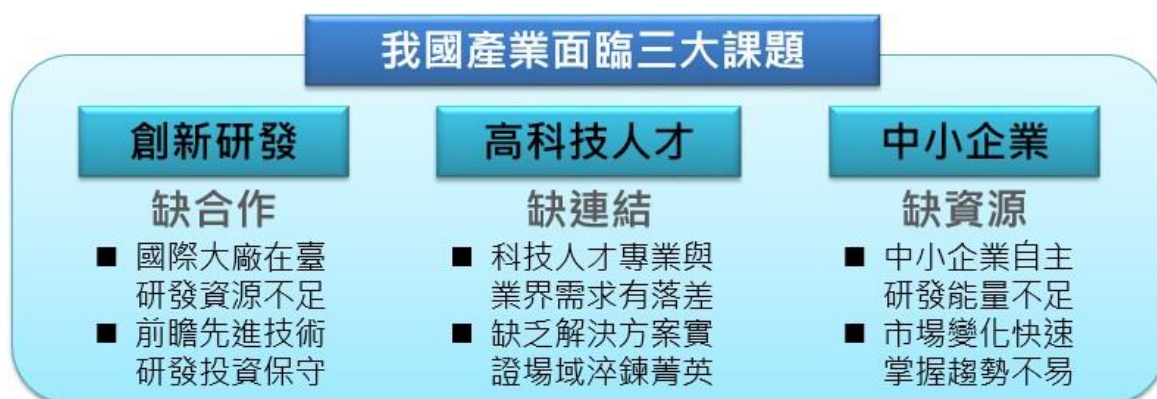 我國產業面臨三大課題
創新研發
缺合作
■ 國際大廠在臺
研發資源不足
■ 前瞻先進技術
研發投資保守
高科技人才
缺連結
■ 科技人才專業與
業界需求有落差
■ 缺乏解決方案實
證場域淬鍊菁英
中小企業
缺資源
■ 中小企業自主
研發能量不足
■ 市場變化快速
掌握趨勢不易